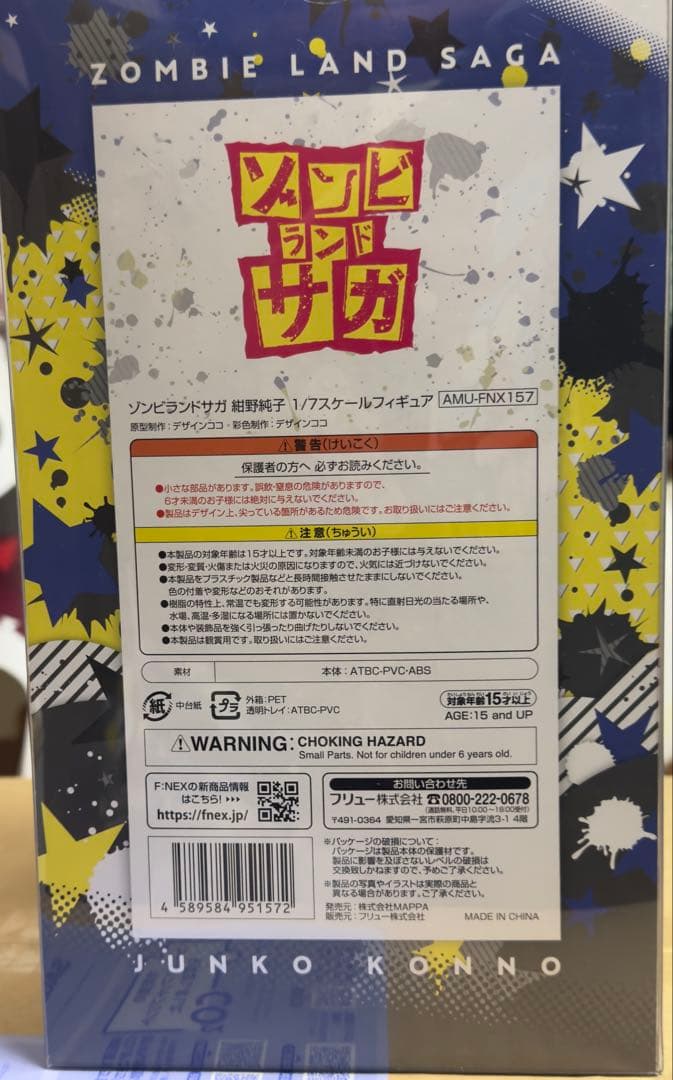 ZOMBIE LAND SAGA
ゾンビ
ランド
サガ
ゾンビランドサガ 紺野純子 1/7スケールフィギュア AMU-FNX157
原型制作：デザインココ・彩色制作：デザインココ
⚠警告(けいこく)
保護者の方へ 必ずお読みください。
●小さな部品があります。誤飲・窒息の危険がありますので、
6才未満のお子様には絶対に与えないでください。
●製品はデザイン上、尖っている箇所があるため危険です。お取り扱いにはご注意ください。
⚠注意(ちゅうい)
●本製品の対象年齢は15才以上です。対象年齢未満のお子様には与えないでください。
●変形・変質・火傷または火災の原因になりますので、火気には近づけないでください。
●本製品をプラスチック製品などと長時間接触させたままにしないでください。
色の付着や変形などのおそれがあります。
●樹脂の特性上、常温でも変形する可能性があります。特に直射日光の当たる場所や、
水場、高温・多湿になる場所には置かないでください。
●本体や装飾品を強く引っ張ったり曲げたりしないでください。
●本製品は観賞用です。取り扱いにはご注意ください。
素材 本体：ATBC-PVC・ABS
紙 中台紙 プラ 外箱：PET
透明トレイ：ATBC-PVC
対象年齢15才以上
AGE:15 and UP
⚠WARNING: CHOKING HAZARD
Small Parts. Not for children under 6 years old.
F:NEXの新商品情報
はこちら! ▸▸▸
https://fnex.jp/
お問い合わせ先
フリュー株式会社 ☎0800-222-0678
(通話無料、平日10:00〜18:00受付)
〒491-0364 愛知県一宮市萩原町中島字流3-1 4階
※パッケージの破損について：
パッケージは製品本体の保護材です。
製品に影響を及ぼさないレベルの破損は
交換致しかねますので、予めご了承ください。
※製品の写真やイラストは実際の商品と
異なる場合があります。ご了承ください。
4 589584 951572
発売元：株式会社MAPPA
販売元：フリュー株式会社 MADE IN CHINA
JUNKO KONNO